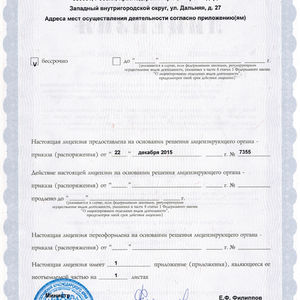 Западный внутригородской округ, ул. Дальняя, д. 27
Адреса мест осуществления деятельности согласно приложению(ям)
v бессрочно до
(указывается в случае, если федеральными законами, регулирующими
осуществление видов деятельности, указанных в части 4 статьи 1 Федерального закона
"О лицензировании отдельных видов деятельности",
предусмотрен иной срок действия лицензии)
Настоящая лицензия предоставлена на основании решения лицензирующего органа -
приказа (распоряжения) от " 22 " декабря 2015 г. № 7355
Действие настоящей лицензии на основании решения лицензирующего органа -
приказа (распоряжения) от " " г. №
продлено до
(указывается в случае, если федеральными законами,
регулирующими осуществление видов деятельности,
указанных в части 4 статьи 1 Федерального закона
"О лицензировании отдельных видов деятельности",
предусмотрен иной срок действия лицензии)
Настоящая лицензия переоформлена на основании решения лицензирующего органа -
приказа (распоряжения) от " " г. №
Настоящая лицензия имеет 1 приложение (приложения), являющееся ее
неотъемлемой частью на 1 листах
Министр
Е.Ф. Филиппов